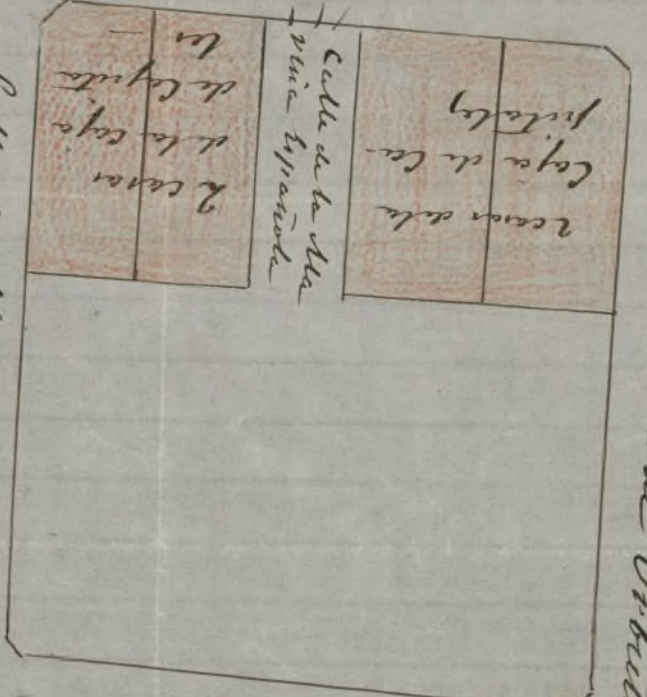 2 casas
de la Caja
de Capita
les
Calle de la Ma
rina Española
2 casas de la
Caja de Ca-
pitales